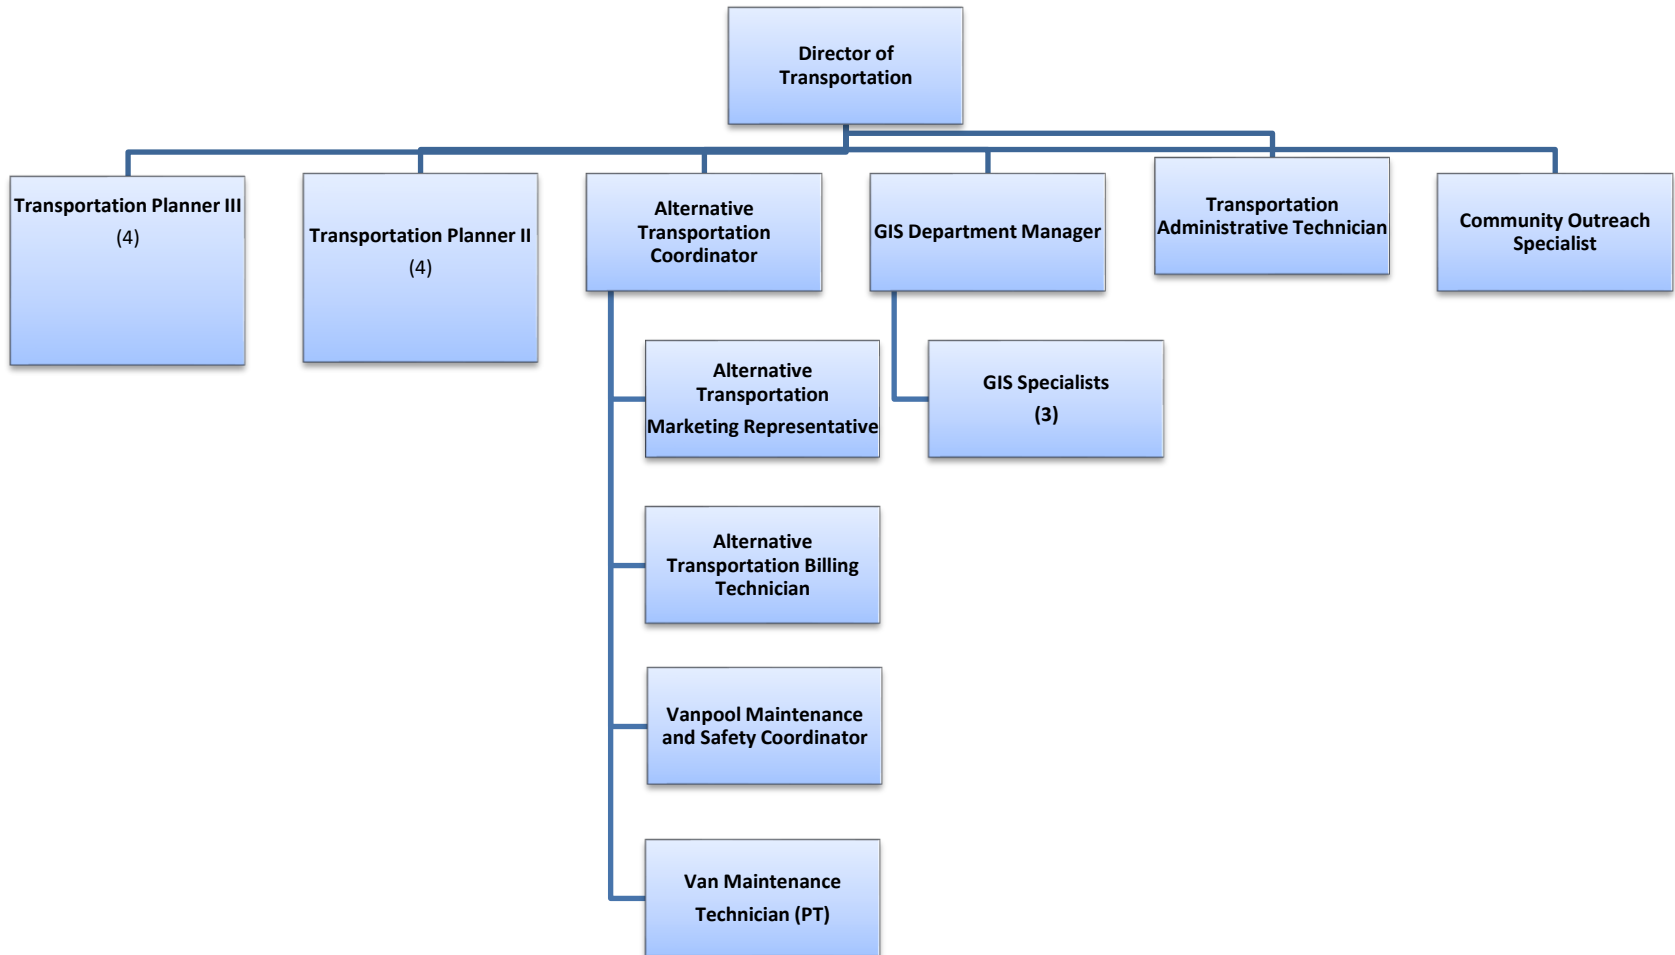 Director of
Transportation
Transportation Planner III
(4)
Transportation Planner II
(4)
Alternative
Transportation
Coordinator
GIS Department Manager
Transportation
Administrative Technician
Community Outreach
Specialist
Alternative
Transportation
Marketing Representative
GIS Specialists
(3)
Alternative
Transportation Billing
Technician
Vanpool Maintenance
and Safety Coordinator
Van Maintenance
Technician (PT)